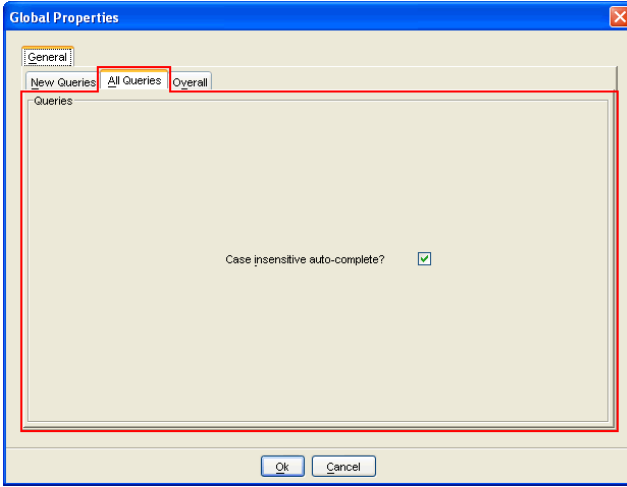 Global Properties
General
New Queries All Queries Overall
Queries
Case insensitive auto-complete?
Ok Cancel